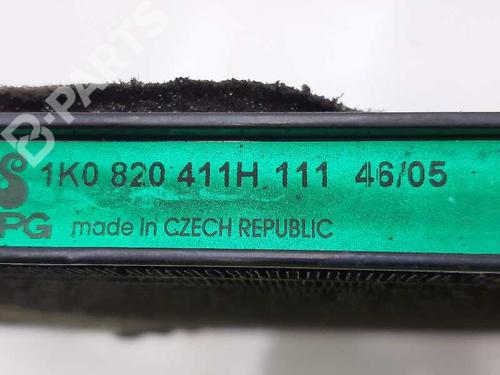 B-PARTS
1K0 820 411H 111 46/05
PG made in CZECH REPUBLIC